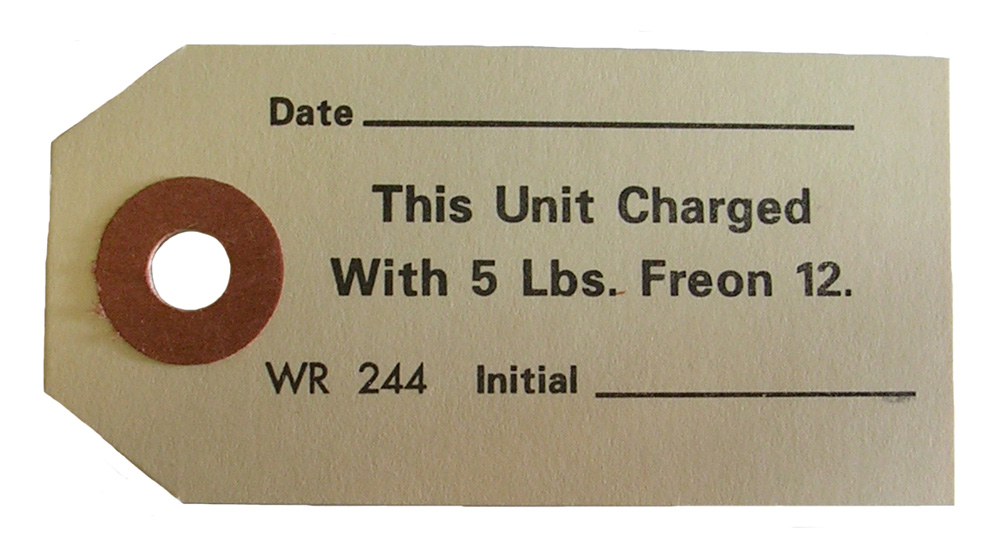 Date
This Unit Charged
With 5 Lbs. Freon 12.
WR 244 Initial